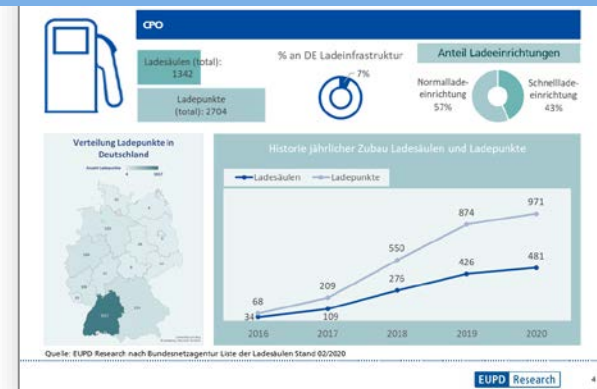 CPO
Ladesäulen (total):
1342
Ladepunkte
(total): 2704
% an DE Ladeinfrastruktur
7%
Anteil Ladeeinrichtungen
Normallade-
einrichtung
57%
Schnelllade-
einrichtung
43%
Verteilung Ladepunkte in
Deutschland
Anzahl Ladepunkte
Historie jährlicher Zubau Ladesäulen und Ladepunkte
Ladesäulen Ladepunkte
68
34
209
109
550
276
874
426
971
481
2016 2017 2018 2019 2020
Quelle: EUPD Research nach Bundesnetzagentur Liste der Ladesäulen Stand 02/2020
EUPD Research
4